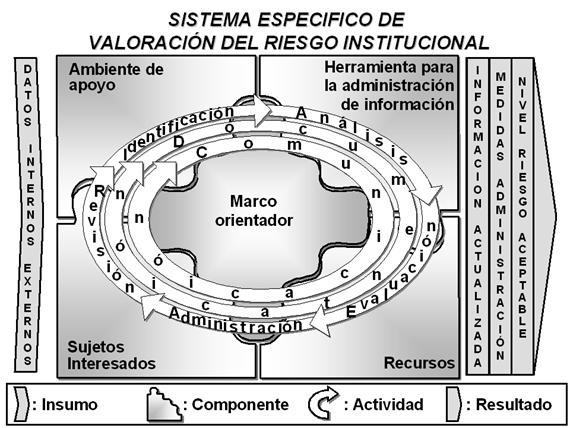 SISTEMA ESPECIFICO DE
VALORACIÓN DEL RIESGO INSTITUCIONAL
DATOS INTERNOS EXTERNOS
Ambiente de
apoyo
Herramienta para
la administración
de información
Identificación
Análisis
Evaluación
Administración
Revisión
Documentación
Comunicación
Marco
orientador
Sujetos
Interesados
Recursos
INFORMACION ACTUALIZADA
MEDIDAS ADMINISTRACIÓN
NIVEL RIESGO ACEPTABLE
: Insumo
: Componente
: Actividad
: Resultado